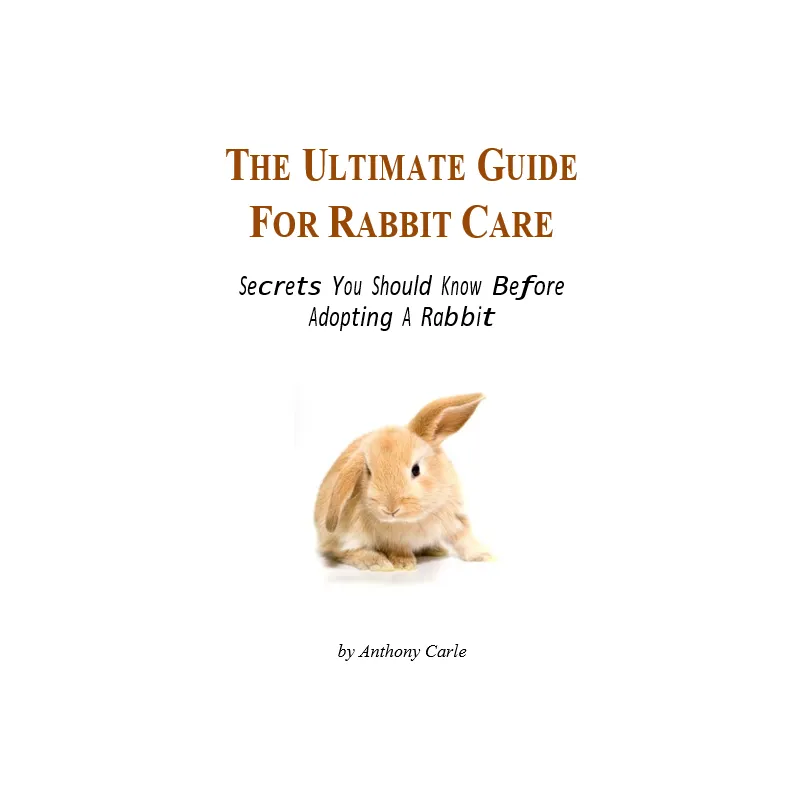 THE ULTIMATE GUIDE
FOR RABBIT CARE
Secrets You Should Know Before
Adopting A Rabbit
by Anthony Carle